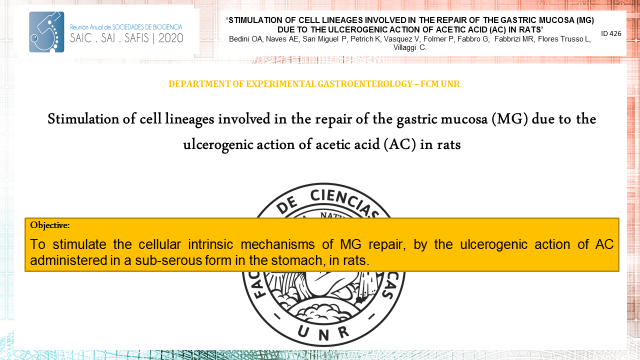 Reunión Anual de SOCIEDADES DE BIOCIENCIA
SAIC . SAI . SAFIS | 2020
'STIMULATION OF CELL LINEAGES INVOLVED IN THE REPAIR OF THE GASTRIC MUCOSA (MG)
DUE TO THE ULCEROGENIC ACTION OF ACETIC ACID (AC) IN RATS'
Bedini OA, Naves AE, San Miguel P, Petrich K, Vasquez V, Folmer P, Fabbro G, Fabbrizi MR, Flores Trusso L,
Villaggi C.
ID 426
DEPARTMENT OF EXPERIMENTAL GASTROENTEROLOGY – FCM UNR
Stimulation of cell lineages involved in the repair of the gastric mucosa (MG) due to the
ulcerogenic action of acetic acid (AC) in rats
DE CIENCIAS
Objective:
To stimulate the cellular intrinsic mechanisms of MG repair, by the ulcerogenic action of AC
administered in a sub-serous form in the stomach, in rats.
- U N R -